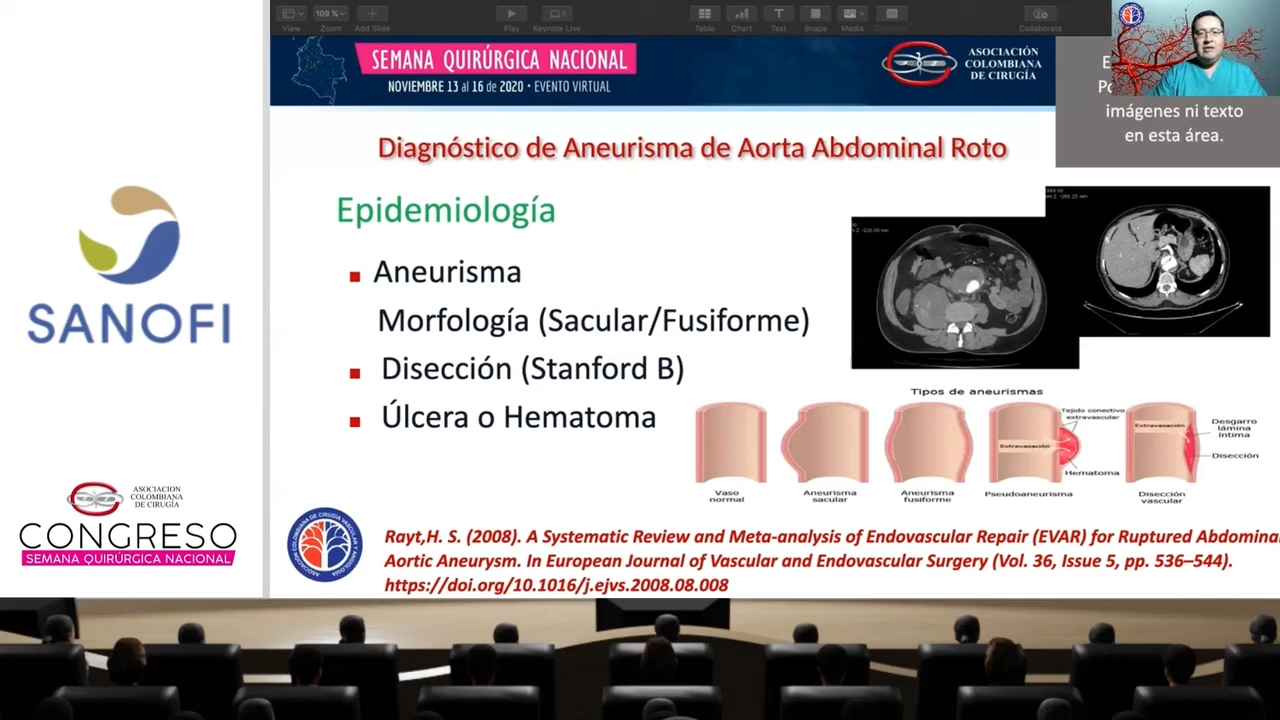 View
109 %
Zoom
Add Slide
Play
Keynote Live
Table
Chart
Text
Shape
Media
Collaborate
SEMANA QUIRÚRGICA NACIONAL
NOVIEMBRE 13 al 16 de 2020 • EVENTO VIRTUAL
ASOCIACIÓN
COLOMBIANA
DE CIRUGÍA
imágenes ni texto
en esta área.
Diagnóstico de Aneurisma de Aorta Abdominal Roto
Epidemiología
Aneurisma
Morfología (Sacular/Fusiforme)
Disección (Stanford B)
Úlcera o Hematoma
Tipos de aneurismas
Vaso
normal
Aneurisma
sacular
Aneurisma
fusiforme
Extravasación
Tejido conectivo
extravascular
Hematoma
Pseudoaneurisma
Extravasación
Desgarro
lámina
íntima
Disección
Disección
vascular
Rayt,H. S. (2008). A Systematic Review and Meta-analysis of Endovascular Repair (EVAR) for Ruptured Abdomina
Aortic Aneurysm. In European Journal of Vascular and Endovascular Surgery (Vol. 36, Issue 5, pp. 536–544).
https://doi.org/10.1016/j.ejvs.2008.08.008
SANOFI
ASOCIACION
COLOMBIANA
DE CIRUGÍA
CONGRESO
SEMANA QUIRÚRGICA NACIONAL